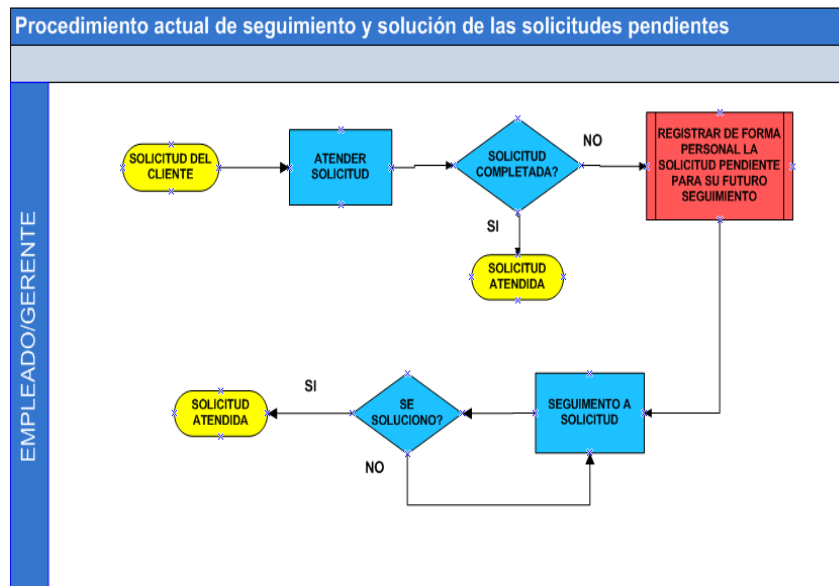 Procedimiento actual de seguimiento y solución de las solicitudes pendientes
EMPLEADO/GERENTE
SOLICITUD DEL
CLIENTE
ATENDER
SOLICITUD
SOLICITUD
COMPLETADA?
NO
REGISTRAR DE FORMA
PERSONAL LA
SOLICITUD PENDIENTE
PARA SU FUTURO
SEGUIMIENTO
SI
SOLICITUD
ATENDIDA
SI
SOLICITUD
ATENDIDA
SE
SOLUCIONO?
SEGUIMENTO A
SOLICITUD
NO